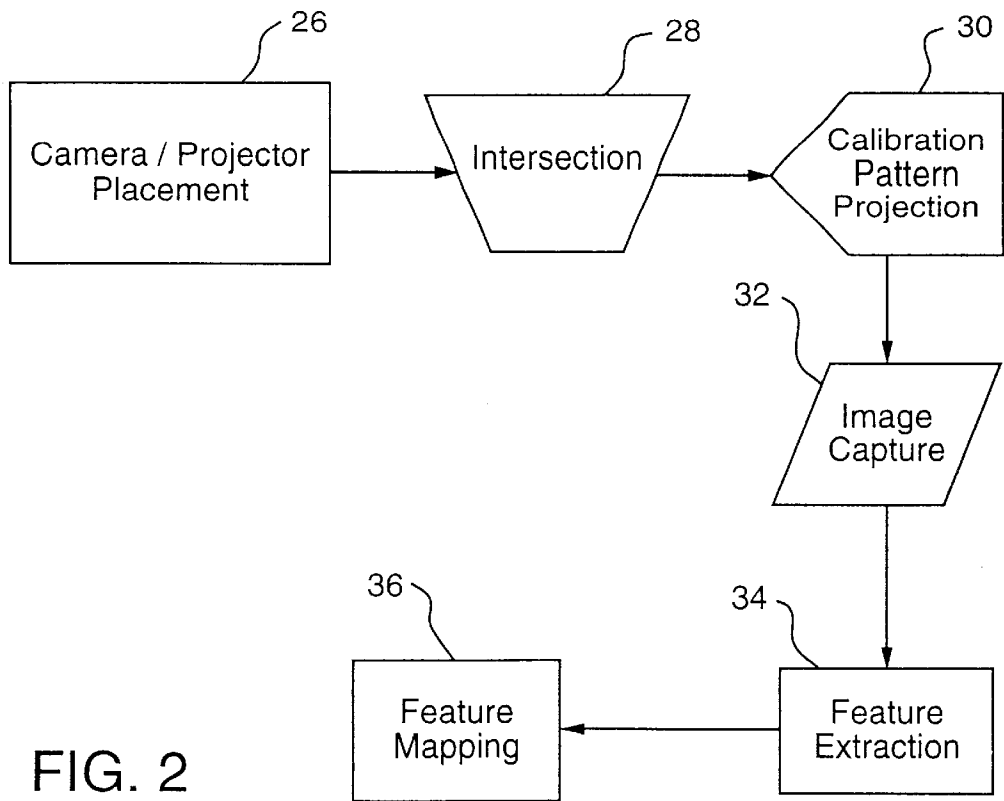 26
28
30
Camera / Projector
Placement
Intersection
Calibration
Pattern
Projection
32
Image
Capture
36
34
Feature
Mapping
Feature
Extraction
FIG. 2